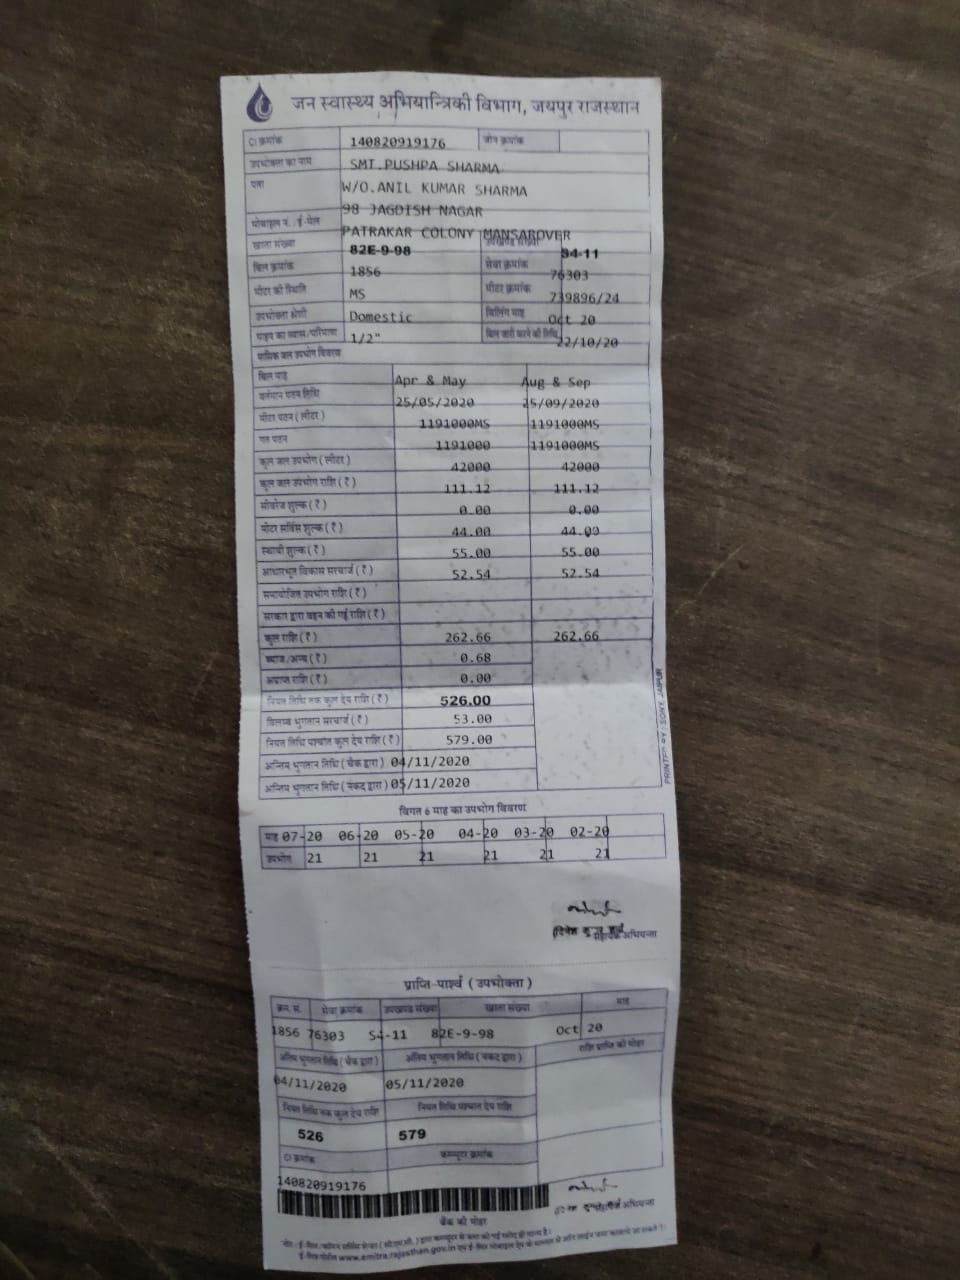 जन स्वास्थ्य अभियान्त्रिकी विभाग, जयपुर राजस्थान
CI क्रमांक 140820919176 जोन क्रमांक
उपभोक्ता का नाम SMT.PUSHPA SHARMA
पता W/O.ANIL KUMAR SHARMA
98 JAGDISH NAGAR
मोबाइल नं. /ई-मेल PATRAKAR COLONY MANSAROVER
खाता संख्या 82E-9-98 उपखण्ड संख्या S4-11
बिल क्रमांक 1856 सेवा क्रमांक 76303
मीटर की स्थिति MS मीटर क्रमांक 739896/24
उपभोक्ता श्रेणी Domestic बिलिंग माह Oct 20
पाइप का व्यास/परिमाण 1/2" बिल जारी करने की तिथि 22/10/20
मासिक जल उपभोग विवरण
बिल माह Apr & May Aug & Sep
वर्तमान पठन तिथि 25/05/2020 25/09/2020
मीटर पठन (लीटर) 1191000MS 1191000MS
गत पठन 1191000 1191000MS
कुल जल उपभोग (लीटर) 42000 42000
कुल जल उपभोग राशि (₹) 111.12 111.12
सीवरेज शुल्क (₹) 0.00 0.00
मीटर सर्विस शुल्क (₹) 44.00 44.00
स्थायी शुल्क (₹) 55.00 55.00
आधारभूत विकास सरचार्ज (₹) 52.54 52.54
समायोजित उपभोग राशि (₹)
सरकार द्वारा वहन की गई राशि (₹)
कुल राशि (₹) 262.66 262.66
ब्याज/अन्य (₹) 0.68
अप्राप्त राशि (₹) 0.00
नियत तिथि तक कुल देय राशि (₹) 526.00
विलम्ब भुगतान सरचार्ज (₹) 53.00
नियत तिथि पश्चात कुल देय राशि (₹) 579.00
अन्तिम भुगतान तिथि (चैक द्वारा) 04/11/2020
अन्तिम भुगतान तिथि (नकद द्वारा) 05/11/2020
PRINTED BY : SONY, JAIPUR
विगत 6 माह का उपभोग विवरण
माह 07-20 06-20 05-20 04-20 03-20 02-20
उपभोग 21 21 21 21 21 21
सहायक अभियन्ता
प्राप्ति-पार्श्व (उपभोक्ता)
क्रम. सं. सेवा क्रमांक उपखण्ड संख्या खाता संख्या माह
1856 76303 S4-11 82E-9-98 Oct 20
अंतिम भुगतान तिथि (चैक द्वारा) अंतिम भुगतान तिथि (नकद द्वारा) राशि प्राप्ति की मोहर
04/11/2020 05/11/2020
नियत तिथि तक कुल देय राशि नियत तिथि पश्चात देय राशि
526 579
CI क्रमांक कम्प्यूटर क्रमांक
140820919176
अभियन्ता
बैंक की मोहर
www.emitra.rajasthan.gov.in